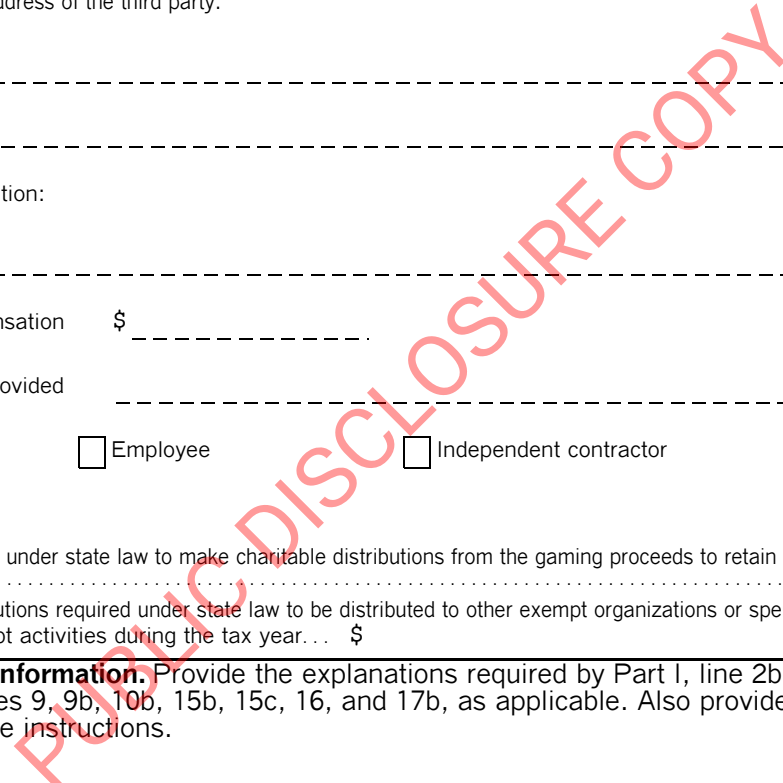 address of the third party:
tion:
nsation $
ovided
Employee Independent contractor
under state law to make charitable distributions from the gaming proceeds to retain
utions required under state law to be distributed to other exempt organizations or spe
ot activities during the tax year... $
nformation. Provide the explanations required by Part I, line 2b
es 9, 9b, 10b, 15b, 15c, 16, and 17b, as applicable. Also provide
e instructions.
PUBLIC DISCLOSURE COPY